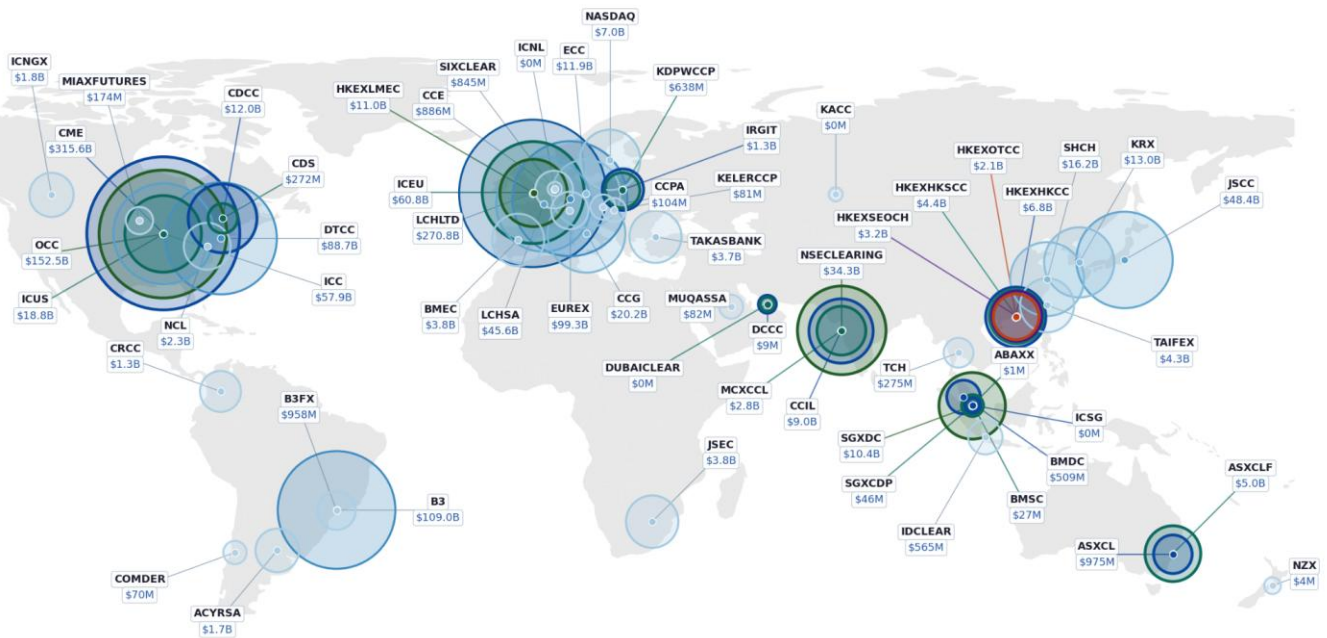 NASDAQ
$7.0B
ICNL
$0M
ECC
$11.9B
ICNGX
$1.8B
SIXCLEAR
$845M
KDPWCCP
$638M
MIAXFUTURES
$174M
HKEXLMEC
$11.0B
CCE
$886M
CDCC
$12.0B
KACC
$0M
IRGIT
$1.3B
CME
$315.6B
HKEXOTCC
$2.1B
SHCH
$16.2B
KRX
$13.0B
CDS
$272M
ICEU
$60.8B
CCPA
$104M
KELERCCP
$81M
HKEXHKSCC
$4.4B
HKEXHKCC
$6.8B
JSCC
$48.4B
LCHLTD
$270.8B
HKEXSEOCH
$3.2B
DTCC
$88.7B
OCC
$152.5B
TAKASBANK
$3.7B
NSECLEARING
$34.3B
ICC
$57.9B
ICUS
$18.8B
NCL
$2.3B
BMEC
$3.8B
LCHSA
$45.6B
EUREX
$99.3B
CCG
$20.2B
MUQASSA
$82M
DCCC
$9M
TAIFEX
$4.3B
CRCC
$1.3B
DUBAICLEAR
$0M
MCXCCL
$2.8B
CCIL
$9.0B
TCH
$275M
ABAXX
$1M
B3FX
$958M
ICSG
$0M
JSEC
$3.8B
SGXDC
$10.4B
BMDC
$509M
SGXCDP
$46M
BMSC
$27M
ASXCLF
$5.0B
B3
$109.0B
IDCLEAR
$565M
ASXCL
$975M
COMDER
$70M
NZX
$4M
ACYRSA
$1.7B